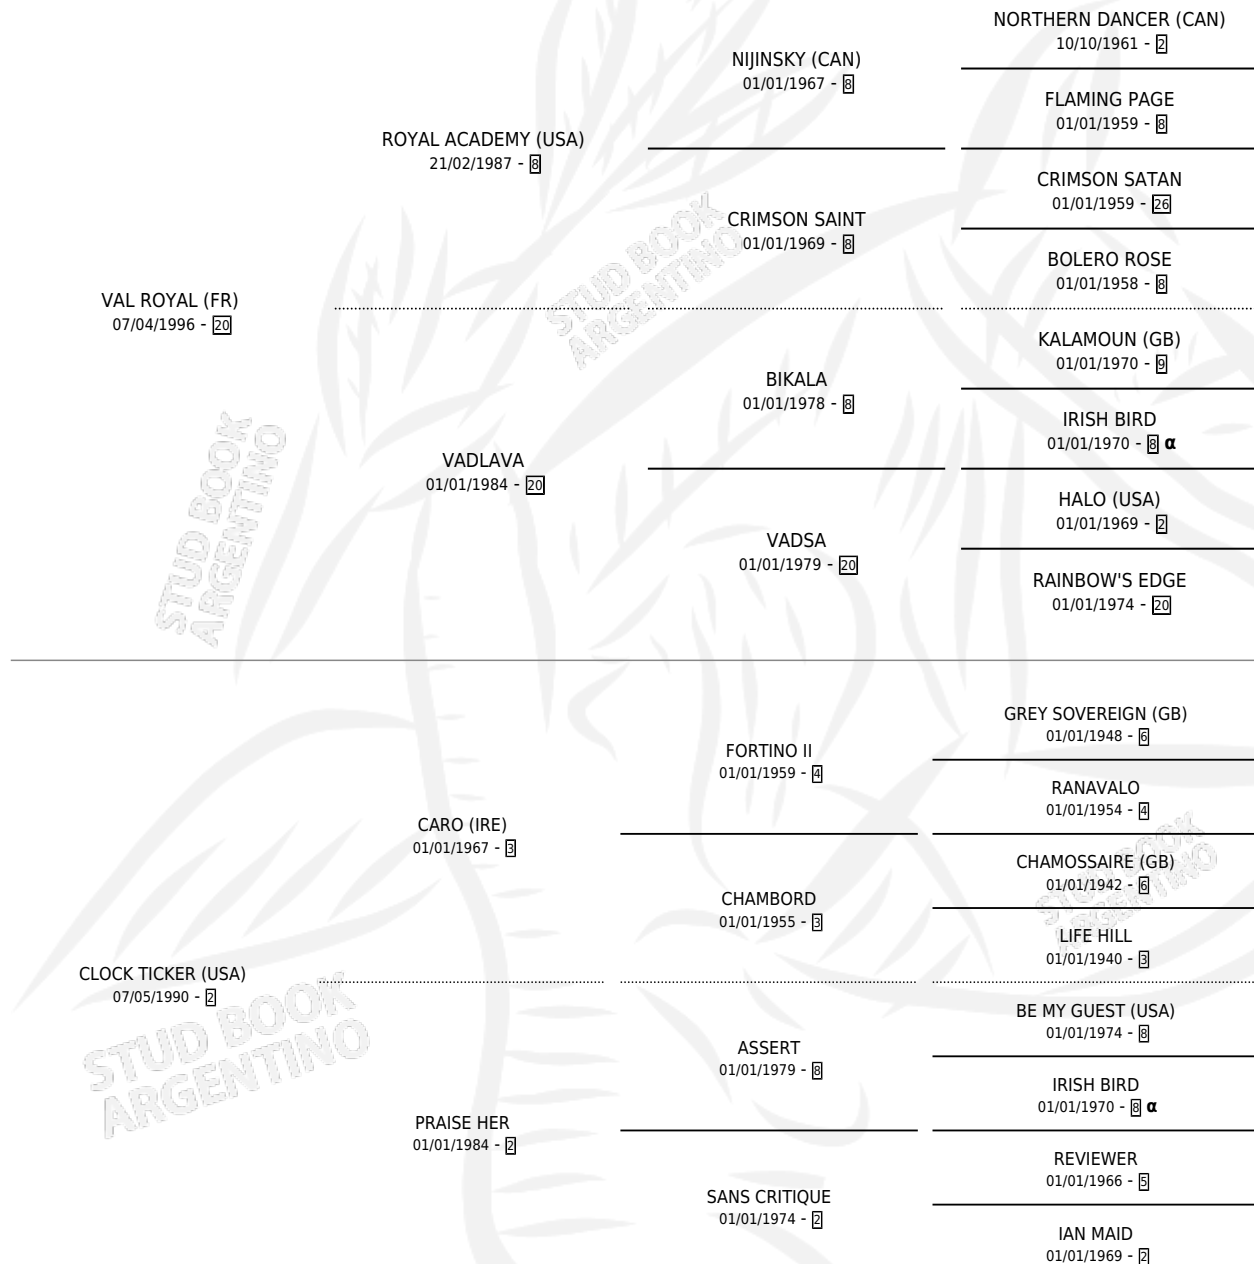 NORTHERN DANCER (CAN)
10/10/1961 - 2
NIJINSKY (CAN)
01/01/1967 - 8
FLAMING PAGE
01/01/1959 - 8
ROYAL ACADEMY (USA)
21/02/1987 - 8
CRIMSON SATAN
01/01/1959 - 26
CRIMSON SAINT
01/01/1969 - 8
BOLERO ROSE
01/01/1958 - 8
VAL ROYAL (FR)
07/04/1996 - 20
KALAMOUN (GB)
01/01/1970 - 9
BIKALA
01/01/1978 - 8
IRISH BIRD
01/01/1970 - 8 α
VADLAVA
01/01/1984 - 20
HALO (USA)
01/01/1969 - 2
VADSA
01/01/1979 - 20
RAINBOW'S EDGE
01/01/1974 - 20
GREY SOVEREIGN (GB)
01/01/1948 - 6
FORTINO II
01/01/1959 - 4
RANAVALO
01/01/1954 - 4
CARO (IRE)
01/01/1967 - 3
CHAMOSSAIRE (GB)
01/01/1942 - 6
CHAMBORD
01/01/1955 - 3
LIFE HILL
01/01/1940 - 3
CLOCK TICKER (USA)
07/05/1990 - 2
BE MY GUEST (USA)
01/01/1974 - 8
ASSERT
01/01/1979 - 8
IRISH BIRD
01/01/1970 - 8 α
PRAISE HER
01/01/1984 - 2
REVIEWER
01/01/1966 - 5
SANS CRITIQUE
01/01/1974 - 2
IAN MAID
01/01/1969 - 2
STUD BOOK
ARGENTINO
STUD BOOK
ARGENTINO
STUD BOOK
ARGENTINO
STUD BOOK
ARGENTINO